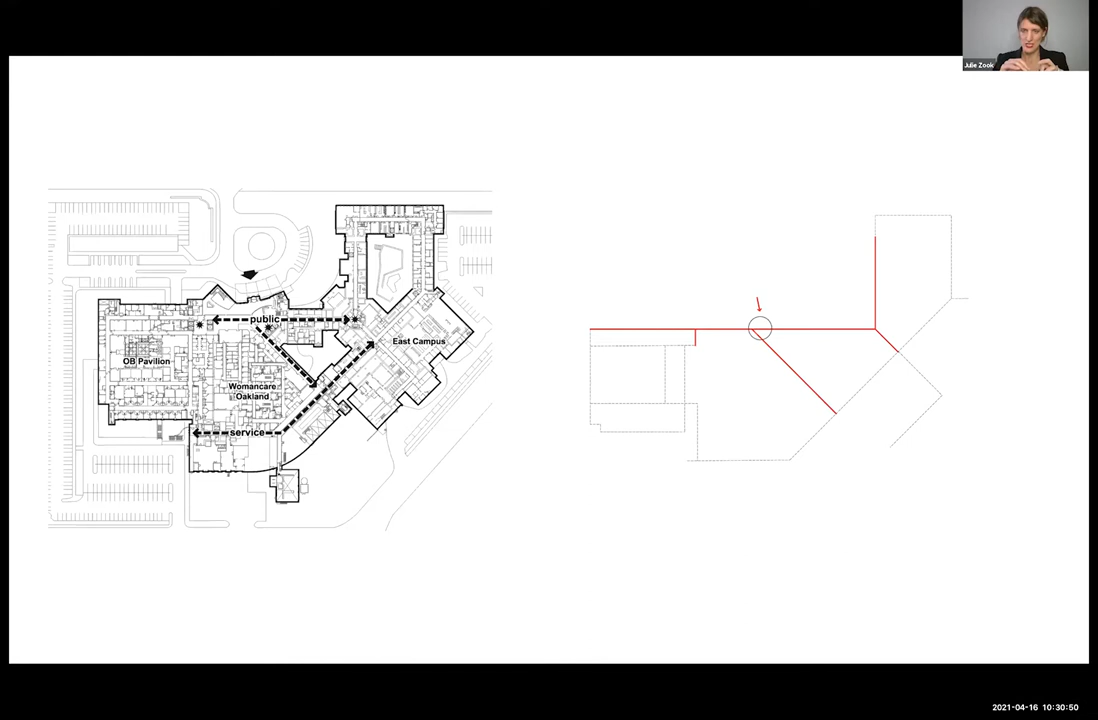 Julie Zook
public
East Campus
OB Pavilion
Womancare
Oakland
service
2021-04-16 10:30:50